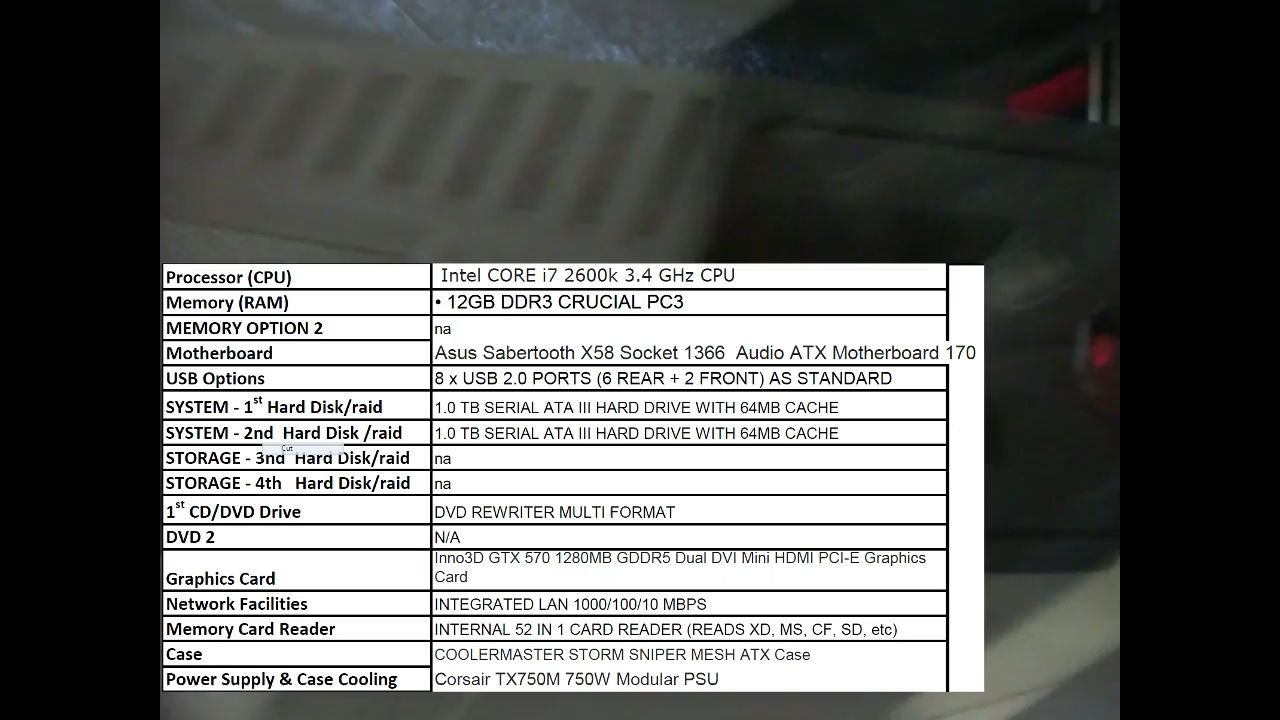 Processor (CPU) Intel CORE i7 2600k 3.4 GHz CPU
Memory (RAM) • 12GB DDR3 CRUCIAL PC3
MEMORY OPTION 2 na
Motherboard Asus Sabertooth X58 Socket 1366 Audio ATX Motherboard 170
USB Options 8 x USB 2.0 PORTS (6 REAR + 2 FRONT) AS STANDARD
SYSTEM - 1st Hard Disk/raid 1.0 TB SERIAL ATA III HARD DRIVE WITH 64MB CACHE
SYSTEM - 2nd Hard Disk /raid 1.0 TB SERIAL ATA III HARD DRIVE WITH 64MB CACHE
Cut
STORAGE - 3nd Hard Disk/raid na
STORAGE - 4th Hard Disk/raid na
1st CD/DVD Drive DVD REWRITER MULTI FORMAT
DVD 2 N/A
Inno3D GTX 570 1280MB GDDR5 Dual DVI Mini HDMI PCI-E Graphics
Graphics Card Card
Network Facilities INTEGRATED LAN 1000/100/10 MBPS
Memory Card Reader INTERNAL 52 IN 1 CARD READER (READS XD, MS, CF, SD, etc)
Case COOLERMASTER STORM SNIPER MESH ATX Case
Power Supply & Case Cooling Corsair TX750M 750W Modular PSU